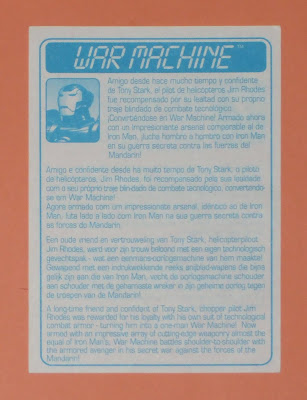 WAR MACHINE™
Amigo desde hace mucho tiempo y confidente
de Tony Stark, el pilot de helicopteros Jim Rhodes
fue recompensado por su lealtad con su proprio
traje blindado de combate tecnológico.
¡Convertiéndose en War Machine! Armado ahora
con un impresionante arsenal comparable al de
Iron Man, ¡lucha hombro a hombro con Iron Man
en su guerra secreta contra las fuerzas del
Mandarin!
Amigo e confidente desde ha muito tempo de Tony Stark, o piloto
de helicópteros, Jim Rhodes, foi recompensado pela sua lealdade
com o seu próprio traje blindado de combate tecnológico, convertendo-
se em War Machine!
Agora armado com um impressionante arsenal, idêntico ao de Iron
Man, luta lado a lado com Iron Man na sua guerra secreta contra
as forças do Mandarin.
Een oude vriend en vertrouweling van Tony Stark, helicopterpiloot
Jim Rhodes, werd voor zijn trouw beloond met een eigen technologisch
gevechtspak - wat een eenmans-oorlogsmachine van hem maakte!
Gewapend met een indrukwekkende reeks wapens die
gelijk zijn aan die van Iron Man, vecht de oorlogsmachine schouder
aan schouder met de geharnaste wreker in zijn geheime oorlog tegen
de troepen van de Mandarin!
A long-time friend and confidant of Tony Stark, chopper pilot Jim
Rhodes was rewarded for his loyalty with his own suit of technological
combat armor - turning him into a one-man War Machine! Now
armed with an impressive array of cutting-edge weaponry almost the
equal of Iron Man's, War Machine battles shoulder-to-shoulder with
the armored avenger in his secret war against the forces of the
Mandarin!